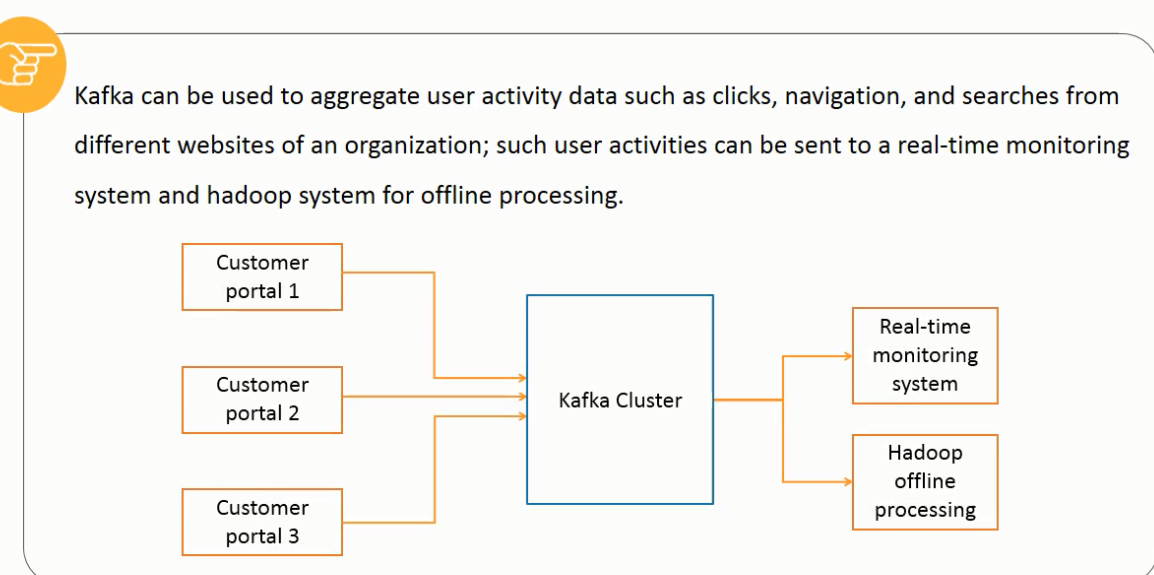 Kafka can be used to aggregate user activity data such as clicks, navigation, and searches from
different websites of an organization; such user activities can be sent to a real-time monitoring
system and hadoop system for offline processing.
Customer
portal 1
Customer
portal 2
Customer
portal 3
Kafka Cluster
Real-time
monitoring
system
Hadoop
offline
processing